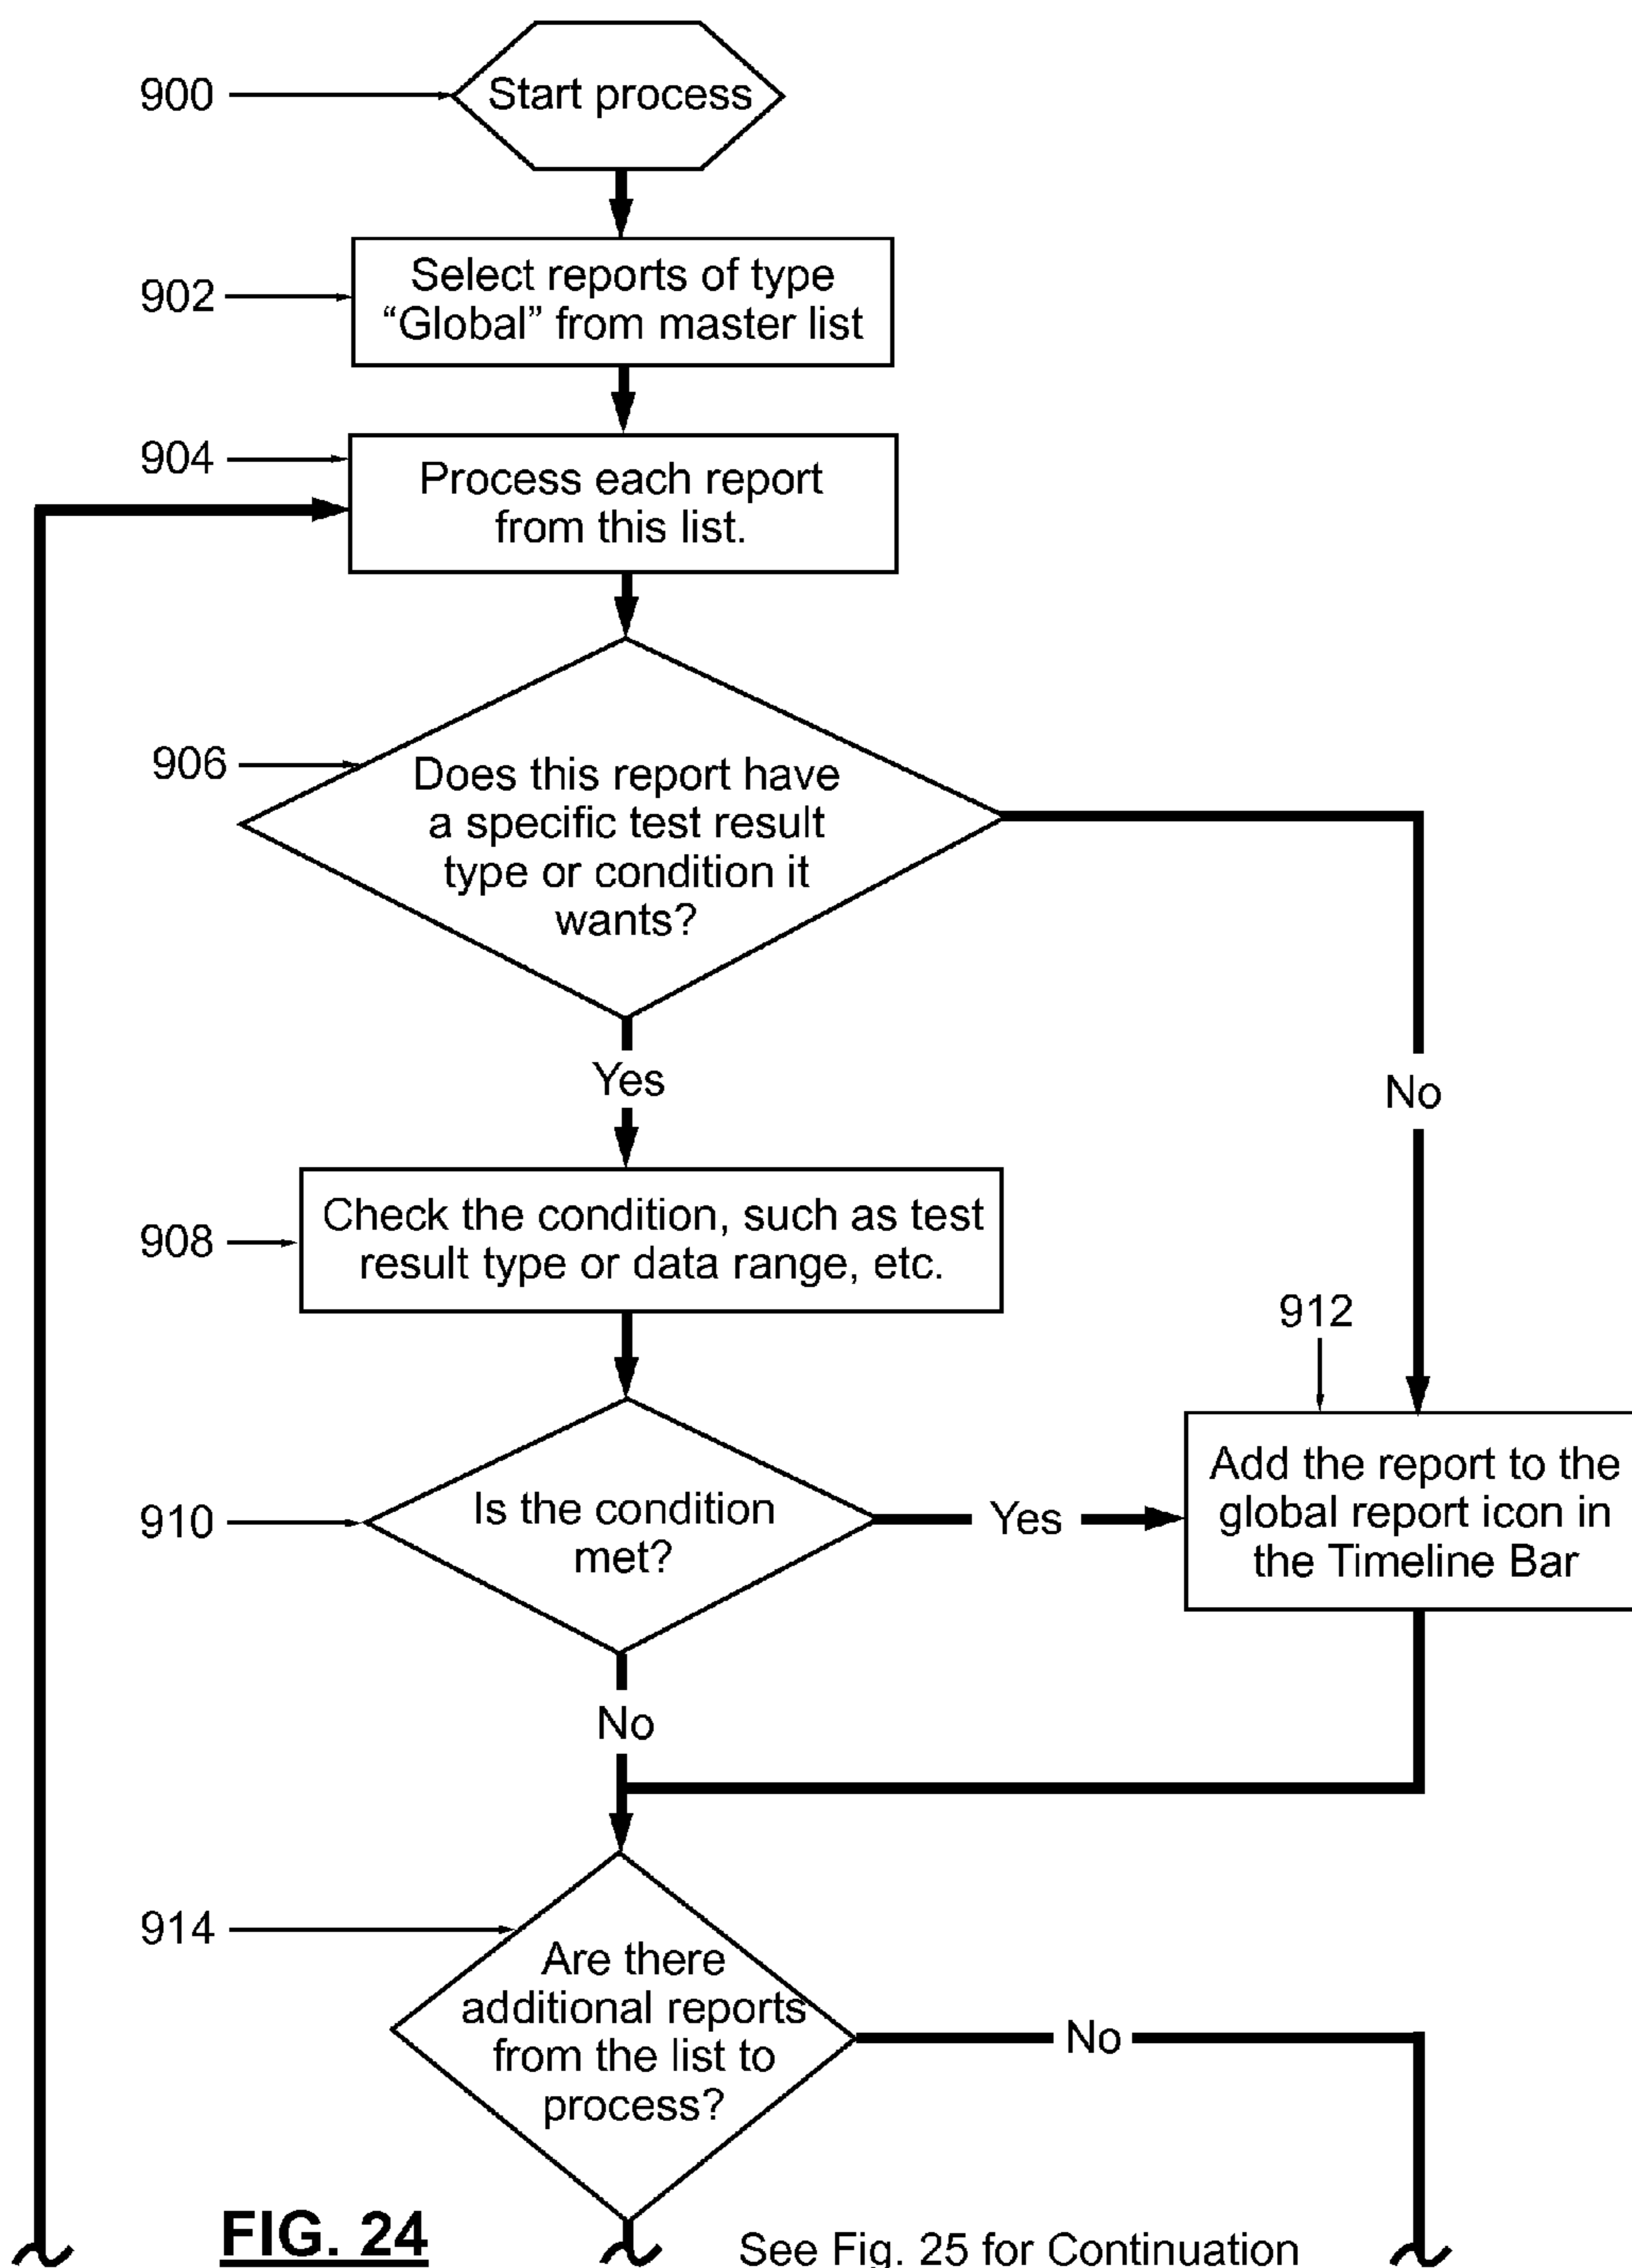 900
Start process
902
Select reports of type
“Global” from master list
904
Process each report
from this list.
906
Does this report have
a specific test result
type or condition it
wants?
Yes
No
908
Check the condition, such as test
result type or data range, etc.
912
910
Is the condition
met?
Yes
Add the report to the
global report icon in
the Timeline Bar
No
914
Are there
additional reports
from the list to
process?
No
FIG. 24
See Fig. 25 for Continuation